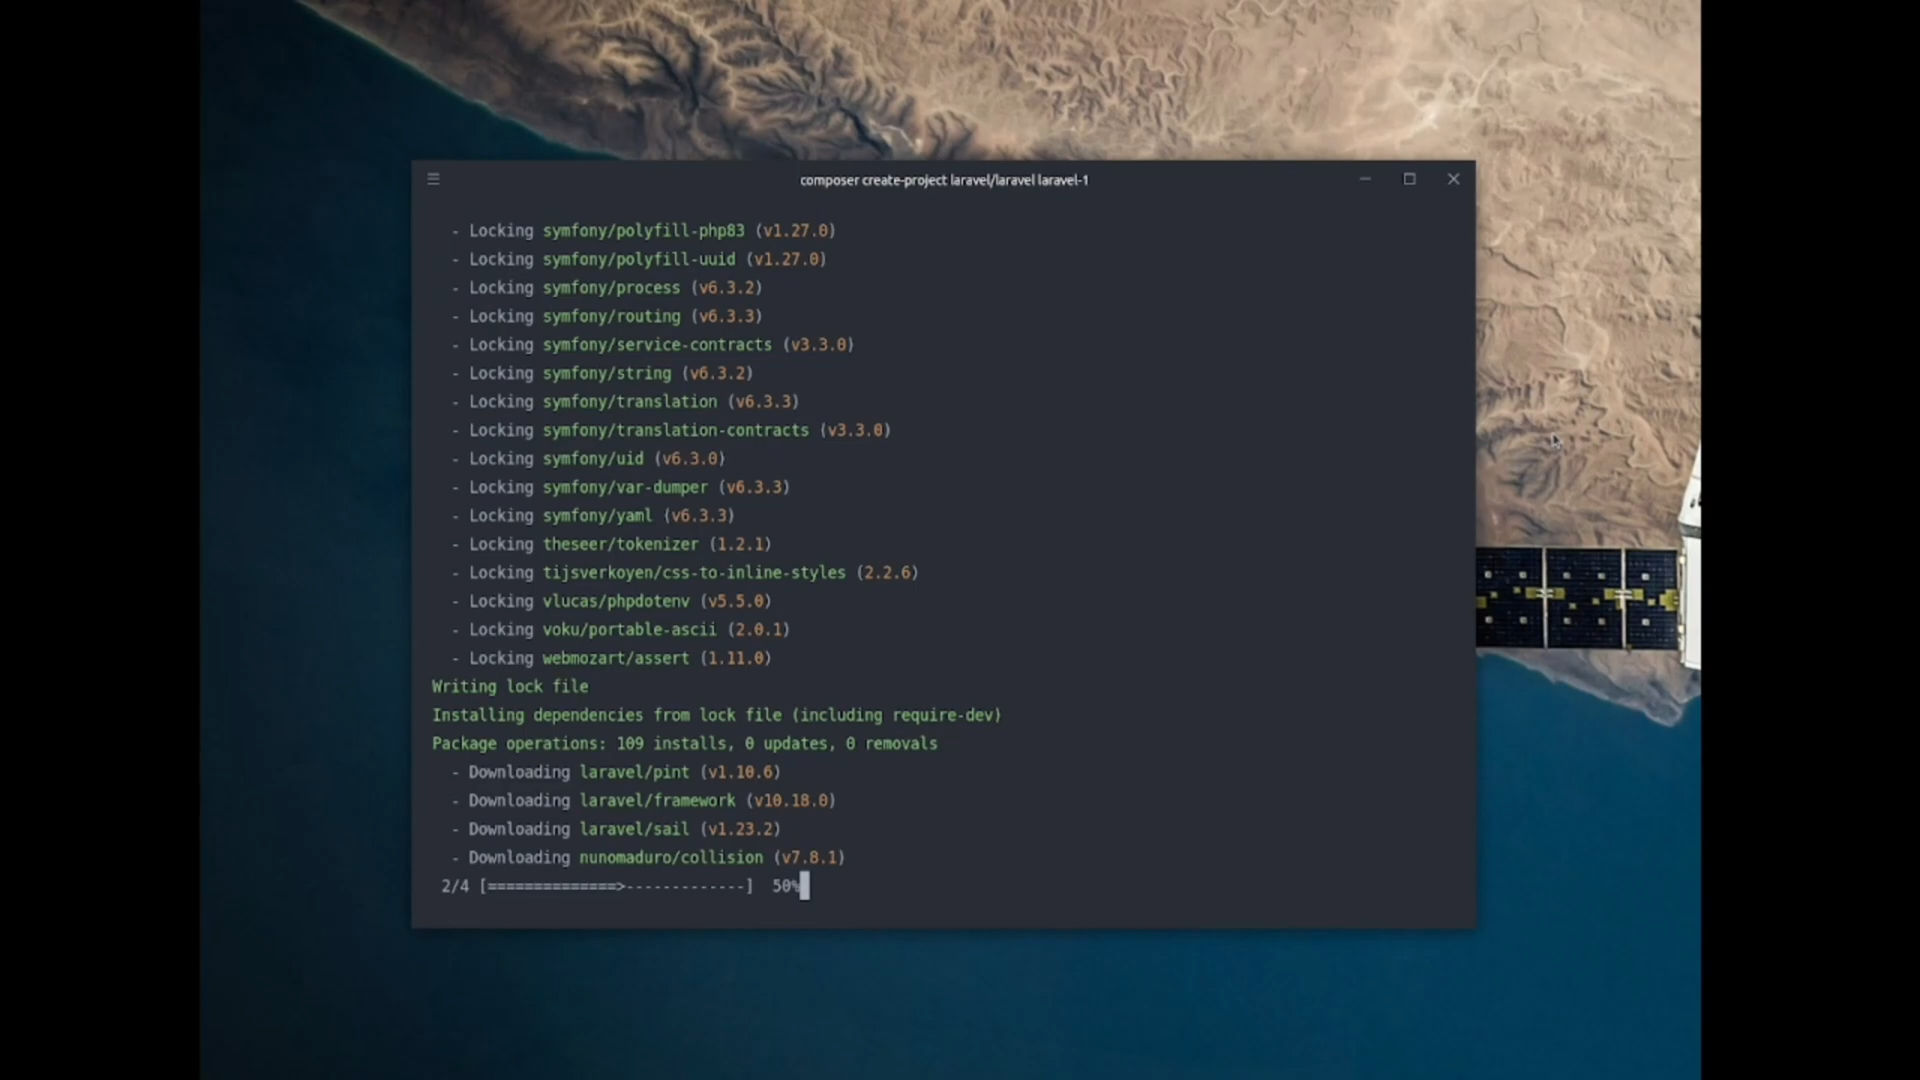 composer create-project laravel/laravel laravel-1
- Locking symfony/polyfill-php83 (v1.27.0)
- Locking symfony/polyfill-uuid (v1.27.0)
- Locking symfony/process (v6.3.2)
- Locking symfony/routing (v6.3.3)
- Locking symfony/service-contracts (v3.3.0)
- Locking symfony/string (v6.3.2)
- Locking symfony/translation (v6.3.3)
- Locking symfony/translation-contracts (v3.3.0)
- Locking symfony/uid (v6.3.0)
- Locking symfony/var-dumper (v6.3.3)
- Locking symfony/yaml (v6.3.3)
- Locking theseer/tokenizer (1.2.1)
- Locking tijsverkoyen/css-to-inline-styles (2.2.6)
- Locking vlucas/phpdotenv (v5.5.0)
- Locking voku/portable-ascii (2.0.1)
- Locking webmozart/assert (1.11.0)
Writing lock file
Installing dependencies from lock file (including require-dev)
Package operations: 109 installs, 0 updates, 0 removals
- Downloading laravel/pint (v1.10.6)
- Downloading laravel/framework (v10.18.0)
- Downloading laravel/sail (v1.23.2)
- Downloading nunomaduro/collision (v7.8.1)
2/4 [==============>-------------] 50%